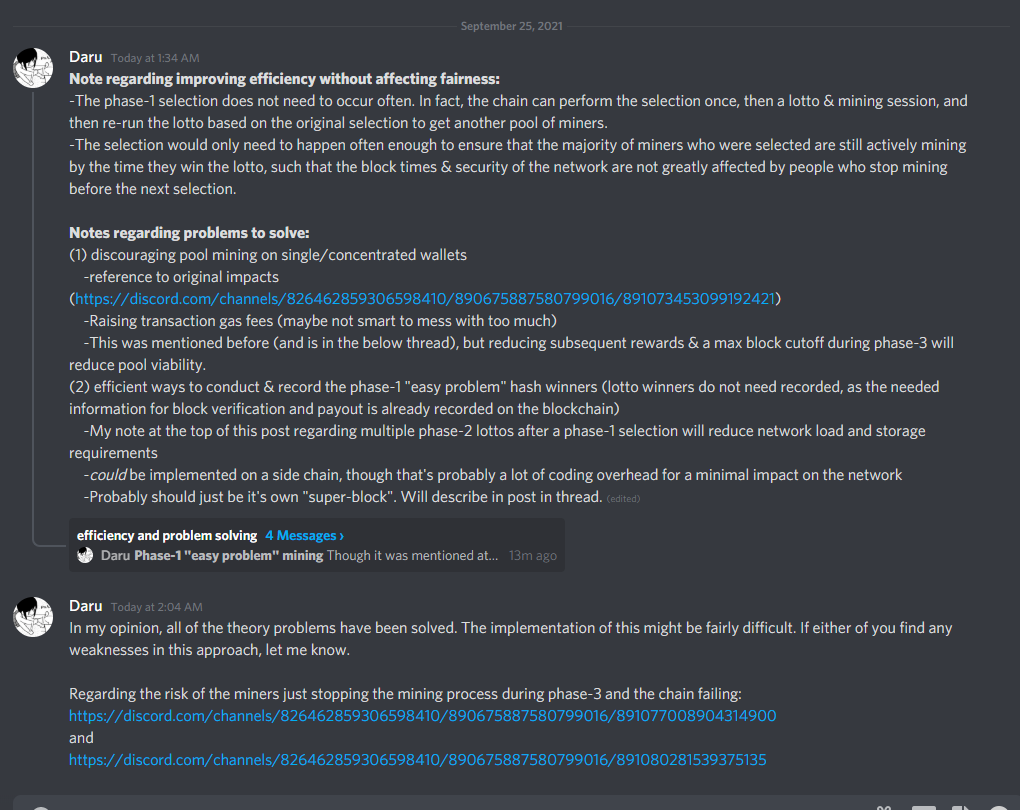 September 25, 2021
Daru Today at 1:34 AM
Note regarding improving efficiency without affecting fairness:
-The phase-1 selection does not need to occur often. In fact, the chain can perform the selection once, then a lotto & mining session, and
then re-run the lotto based on the original selection to get another pool of miners.
-The selection would only need to happen often enough to ensure that the majority of miners who were selected are still actively mining
by the time they win the lotto, such that the block times & security of the network are not greatly affected by people who stop mining
before the next selection.
Notes regarding problems to solve:
(1) discouraging pool mining on single/concentrated wallets
-reference to original impacts
(https://discord.com/channels/826462859306598410/890675887580799016/891073453099192421)
-Raising transaction gas fees (maybe not smart to mess with too much)
-This was mentioned before (and is in the below thread), but reducing subsequent rewards & a max block cutoff during phase-3 will
reduce pool viability.
(2) efficient ways to conduct & record the phase-1 "easy problem" hash winners (lotto winners do not need recorded, as the needed
information for block verification and payout is already recorded on the blockchain)
-My note at the top of this post regarding multiple phase-2 lottos after a phase-1 selection will reduce network load and storage
requirements
-could be implemented on a side chain, though that's probably a lot of coding overhead for a minimal impact on the network
-Probably should just be it's own "super-block". Will describe in post in thread. (edited)
efficiency and problem solving 4 Messages ›
Daru Phase-1 "easy problem" mining Though it was mentioned at... 13m ago
Daru Today at 2:04 AM
In my opinion, all of the theory problems have been solved. The implementation of this might be fairly difficult. If either of you find any
weaknesses in this approach, let me know.
Regarding the risk of the miners just stopping the mining process during phase-3 and the chain failing:
https://discord.com/channels/826462859306598410/890675887580799016/891077008904314900
and
https://discord.com/channels/826462859306598410/890675887580799016/891080281539375135